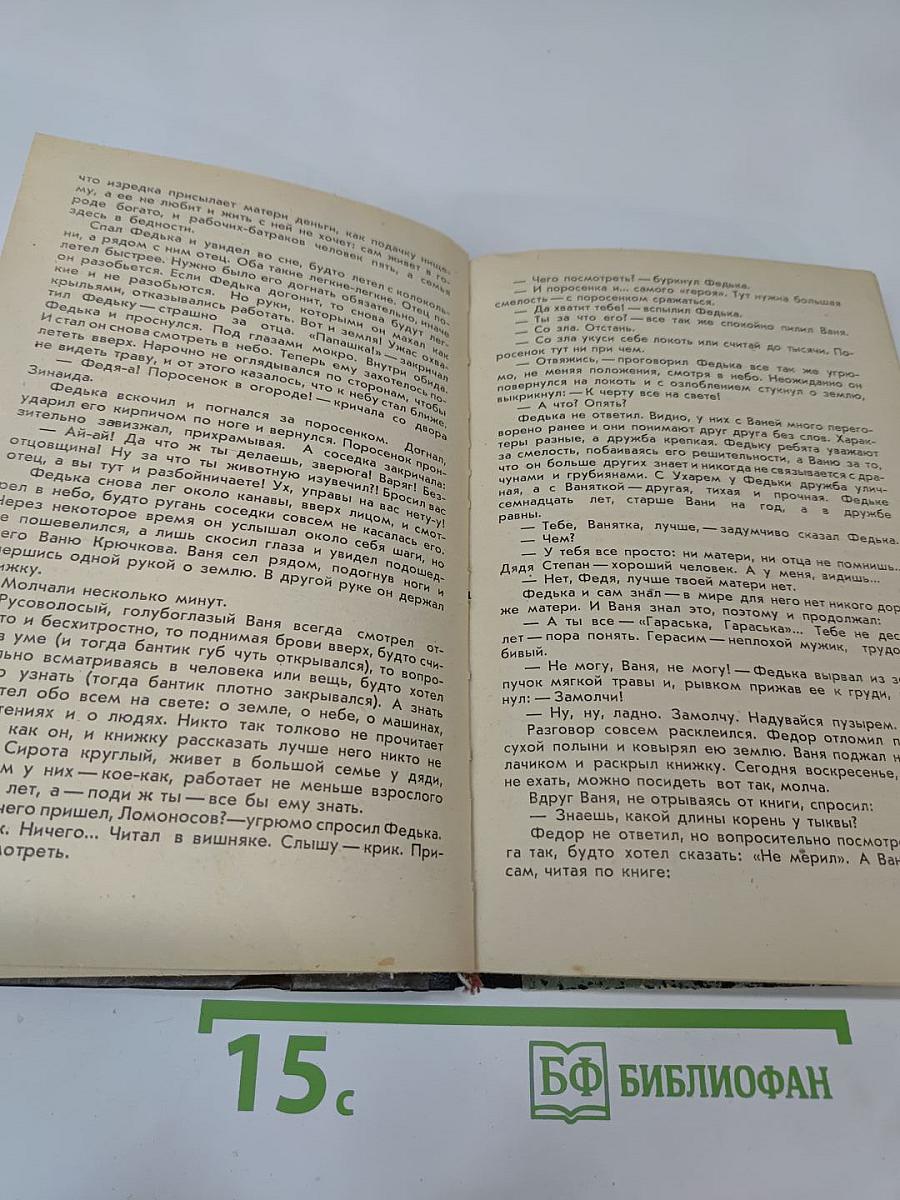 что изредка присылает матери деньги, как подачку нище-
му, а ее не любит и жить с ней не хочет: сам живет в го-
роде богато, и рабочих-батраков человек пять, а семья
здесь в бедности.
Спал Федька и увидел во сне, будто летел с колоколь-
ни, а рядом с ним отец. Оба такие легкие-легкие. Отец по-
летел быстрее. Нужно было его догнать обязательно, иначе
он разобьется. Если Федька догонит, то снова будут лег-
кие и не разобьются. Но руки, которыми он махал как
крыльями, отказывались работать. Вот и земля! Ужас охва-
тил Федьку — страшно за отца. «Папашка!» — закричал
Федька и проснулся. Под глазами мокро. Внутри обида.
И стал он снова смотреть в небо. Теперь ему захотелось по-
лететь вверх. Нарочно не оглядывался по сторонам, чтобы
не видеть траву, и от этого казалось, что к небу стал ближе.
— Федя-а! Поросенок в огороде! — кричала со двора
Зинаида.
Федька вскочил и погнался за поросенком. Догнал,
ударил его кирпичом по ноге и вернулся. Поросенок прон-
зительно завизжал, прихрамывая. А соседка закричала:
— Ай-ай! Да что ж ты делаешь, зверюга! Варяг! Без-
отцовщина! Ну за что ты животную изувечил?! Бросил вас
отец, а вы тут и разбойничаете! Ух, управы на вас нету-у!
Федька снова лег около канавы, вверх лицом, и смот-
рел в небо, будто ругань соседки совсем не касалась его.
Через некоторое время он услышал около себя шаги, но
е пошевелился, а лишь скосил глаза и увидел подошед-
его Ваню Крючкова. Ваня сел рядом, подогнув ноги и
першись одной рукой о землю. В другой руке он держал
ижку.
Молчали несколько минут.
Русоволосый, голубоглазый Ваня всегда смотрел от-
то и бесхитростно, то поднимая брови вверх, будто счи-
в уме (и тогда бантик губ чуть открывался), то вопро-
льно всматриваясь в человека или вещь, будто хотел
о узнать (тогда бантик плотно закрывался). А знать
тел обо всем на свете: о земле, о небе, о машинах,
тениях и о людях. Никто так толково не прочитает
как он, и книжку рассказать лучше него никто не
Сирота круглый, живет в большой семье у дяди,
м у них — кое-как, работает не меньше взрослого
лет, а — поди ж ты — все бы ему знать.
чего пришел, Ломоносов? — угрюмо спросил Федька.
к. Ничего... Читал в вишняке. Слышу — крик. При-
мотреть.
— Чего посмотреть? — буркнул Федька.
— И поросенка и... самого «героя». Тут нужна большая
смелость — с поросенком сражаться.
— Да хватит тебе! — вспылил Федька.
— Ты за что его? — все так же спокойно пилил Ваня.
— Со зла. Отстань.
— Со зла укуси себе локоть или считай до тысячи. По-
росенок тут ни при чем.
— Отвяжись, — проговорил Федька все так же угрю-
мо, не меняя положения, смотря в небо. Неожиданно он
повернулся на локоть и с озлоблением стукнул о землю,
выкрикнул: — К черту все на свете!
— А что? Опять?
Федька не ответил. Видно, у них с Ваней много перего-
ворено ранее и они понимают друг друга без слов. Харак-
теры разные, а дружба крепкая. Федьку ребята уважают
за смелость, побаиваясь его решительности, а Ваню за то,
что он больше других знает и никогда не связывается с дра-
чунами и грубиянами. С Ухарем у Федьки дружба улич-
ная, а с Ваняткой — другая, тихая и прочная. Федьке
семнадцать лет, старше Вани на год, а в дружбе
равны.
— Тебе, Ванятка, лучше, — задумчиво сказал Федька.
— Чем?
— У тебя все просто: ни матери, ни отца не помнишь...
Дядя Степан — хороший человек. А у меня, видишь...
— Нет, Федя, лучше твоей матери нет.
Федька и сам знал — в мире для него нет никого дор
же матери. И Ваня знал это, поэтому и продолжал:
— А ты все — «Гараська, Гараська»... Тебе не дес
лет — пора понять. Герасим — неплохой мужик, трудо
бивый.
— Не могу, Ваня, не могу! — Федька вырвал из зе
пучок мягкой травы и, рывком прижав ее к груди,
нул: — Замолчи!
— Ну, ну, ладно. Замолчу. Надувайся пузырем.
Разговор совсем расклеился. Федор отломил п
сухой полыни и ковырял ею землю. Ваня поджал н
лачиком и раскрыл книжку. Сегодня воскресенье,
не ехать, можно посидеть вот так, молча.
Вдруг Ваня, не отрываясь от книги, спросил:
— Знаешь, какой длины корень у тыквы?
Федор не ответил, но вопросительно посмотре
га так, будто хотел сказать: «Не мерил». А Ван
сам, читая по книге:
15 с
БФ БИБЛИОФАН